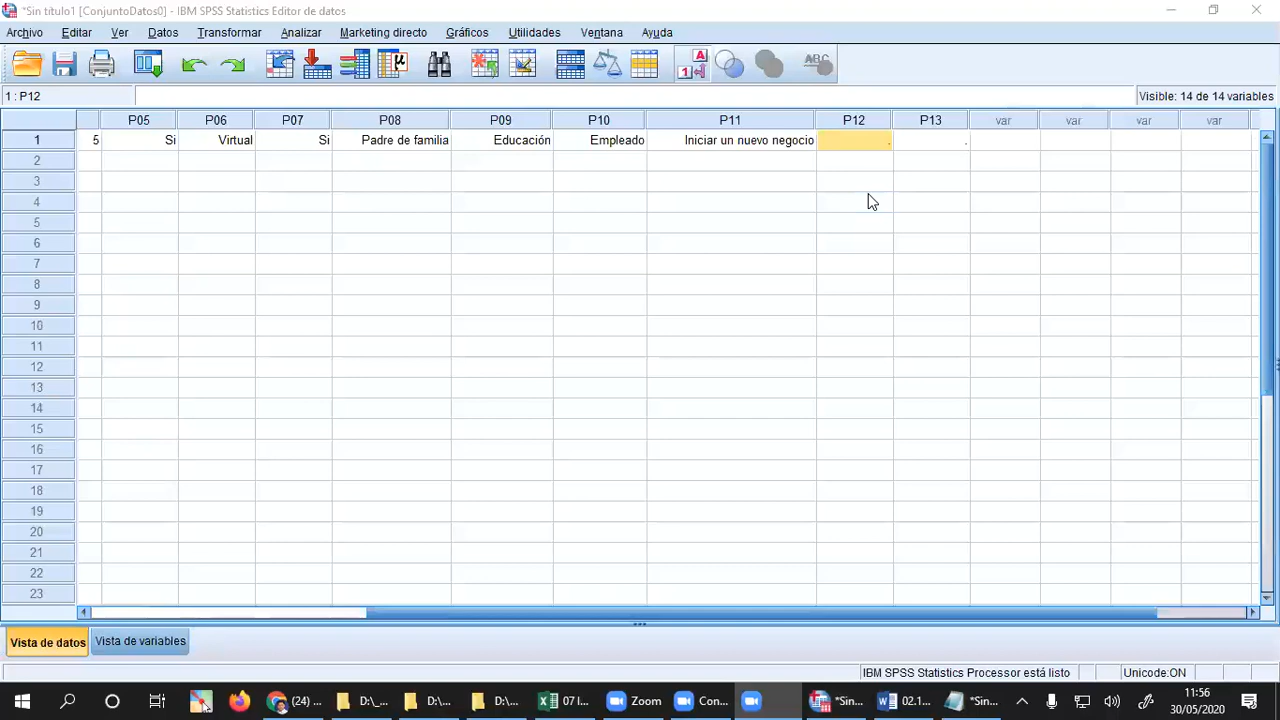 *Sin título1 [ConjuntoDatos0] - IBM SPSS Statistics Editor de datos
Archivo Editar Ver Datos Transformar Analizar Marketing directo Gráficos Utilidades Ventana Ayuda
1 : P12 Visible: 14 de 14 variables
P05 P06 P07 P08 P09 P10 P11 P12 P13 var var var var
1 5 Si Virtual Si Padre de familia Educación Empleado Iniciar un nuevo negocio . .
2
3
4
5
6
7
8
9
10
11
12
13
14
15
16
17
18
19
20
21
22
23
Vista de datos Vista de variables
IBM SPSS Statistics Processor está listo Unicode:ON
(24) ... D:\_... D:\... D:\... 07 I... Zoom Con... *Sin... 02.1... *Sin... 11:56
30/05/2020